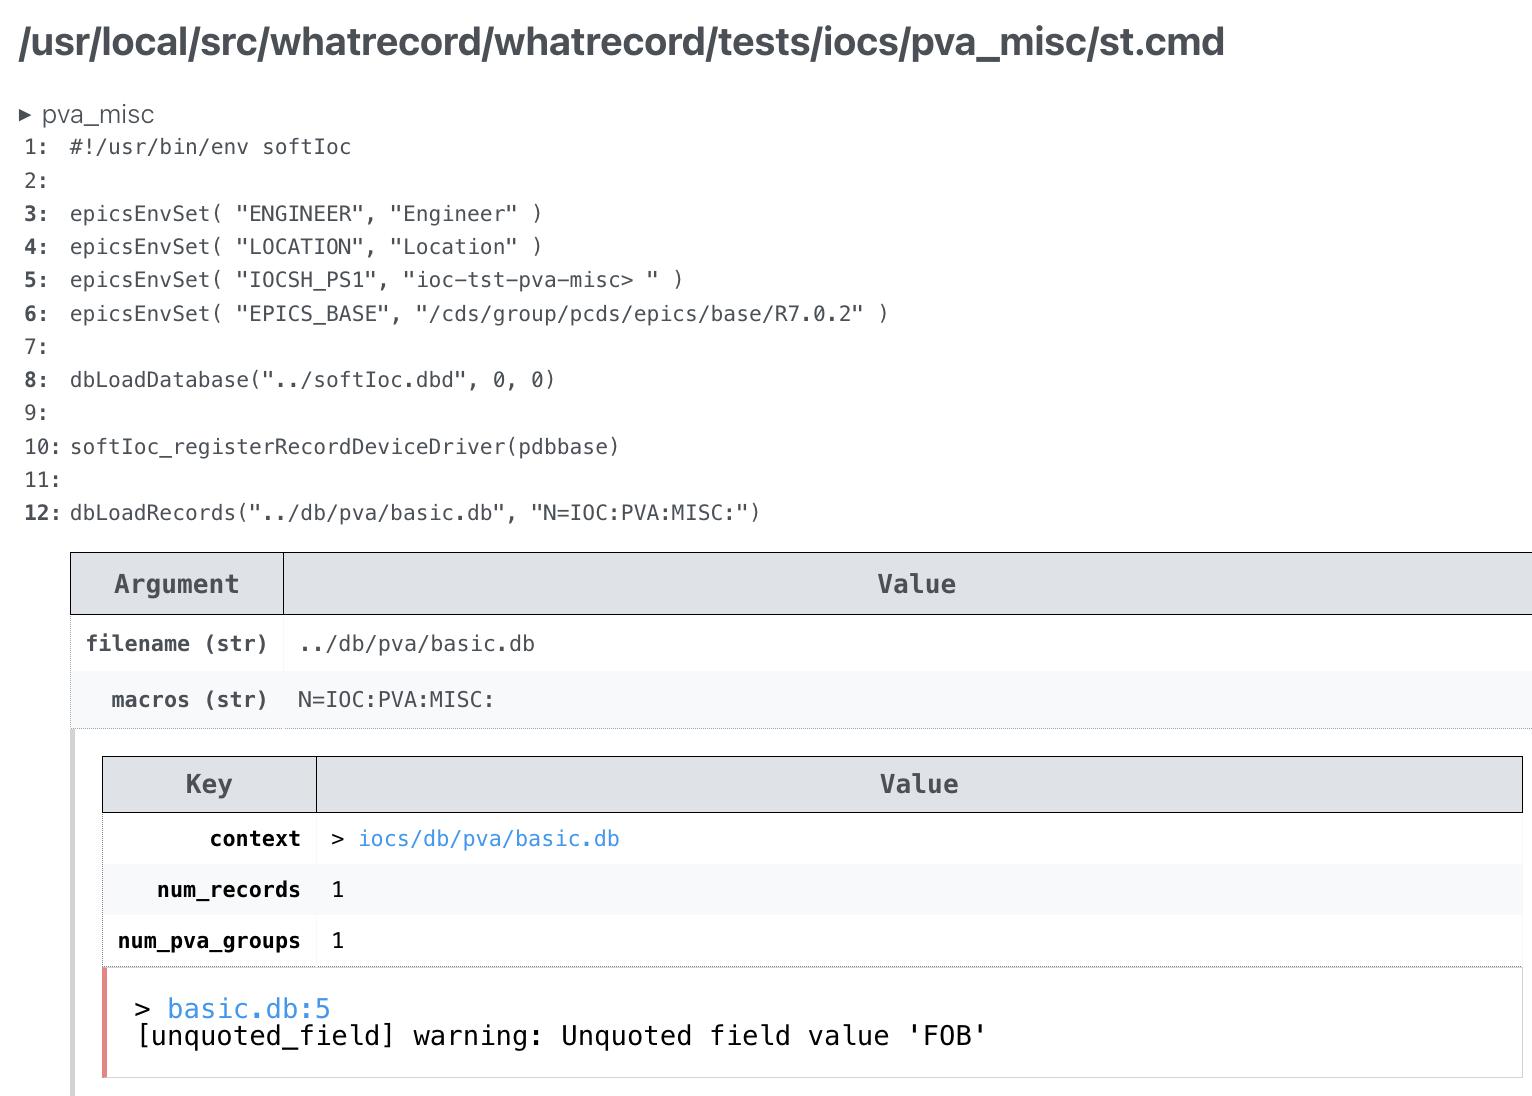 /usr/local/src/whatrecord/whatrecord/tests/iocs/pva_misc/st.cmd
▸ pva_misc
1: #!/usr/bin/env softIoc
2:
3: epicsEnvSet( "ENGINEER", "Engineer" )
4: epicsEnvSet( "LOCATION", "Location" )
5: epicsEnvSet( "IOCSH_PS1", "ioc-tst-pva-misc> " )
6: epicsEnvSet( "EPICS_BASE", "/cds/group/pcds/epics/base/R7.0.2" )
7:
8: dbLoadDatabase("../softIoc.dbd", 0, 0)
9:
10: softIoc_registerRecordDeviceDriver(pdbbase)
11:
12: dbLoadRecords("../db/pva/basic.db", "N=IOC:PVA:MISC:")
Argument Value
filename (str) ../db/pva/basic.db
macros (str) N=IOC:PVA:MISC:
Key Value
context > iocs/db/pva/basic.db
num_records 1
num_pva_groups 1
> basic.db:5
[unquoted_field] warning: Unquoted field value 'FOB'